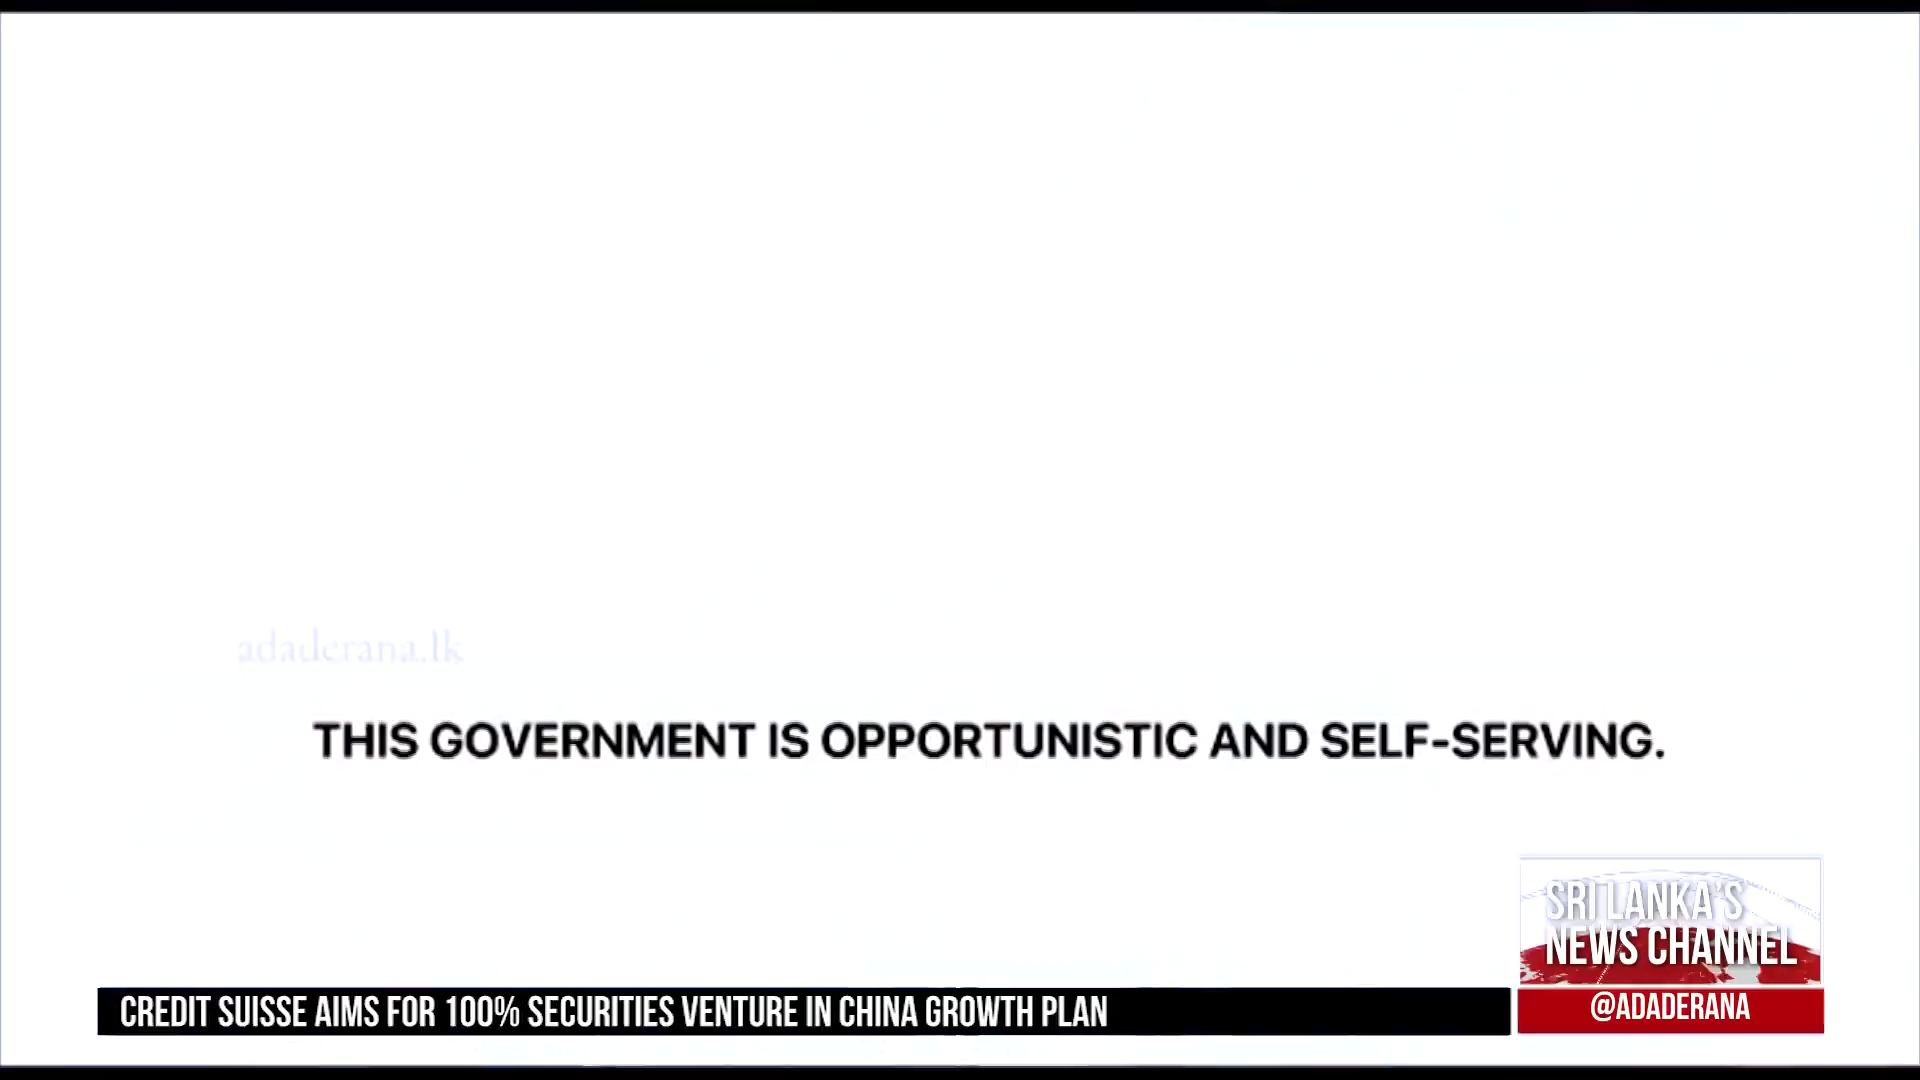 adaderana.lk
THIS GOVERNMENT IS OPPORTUNISTIC AND SELF-SERVING.
SRI LANKA'S
NEWS CHANNEL
@ADADERANA
CREDIT SUISSE AIMS FOR 100% SECURITIES VENTURE IN CHINA GROWTH PLAN